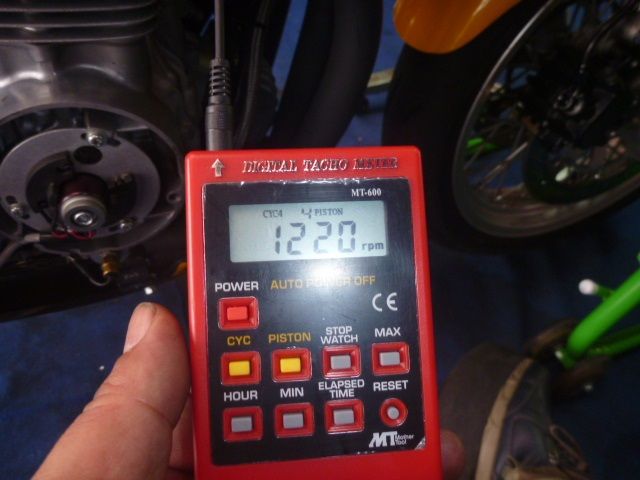 DIGITAL TACHO METER
MT-600
CYC4 4 PISTON
1220 rpm
POWER AUTO POWER OFF
CE
CYC PISTON STOP WATCH MAX
HOUR MIN ELAPSED TIME RESET
MT Mother Tool